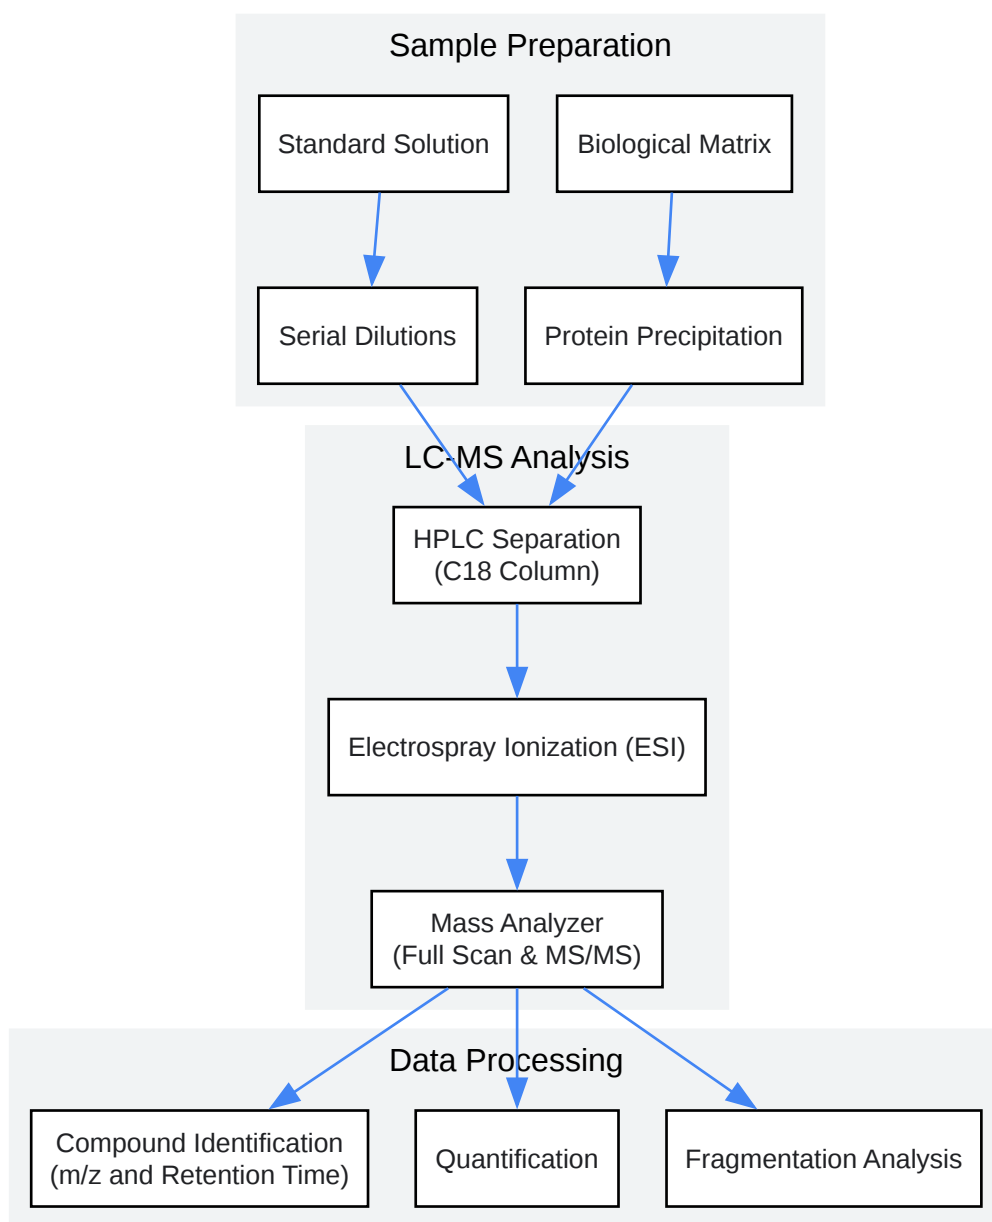 Sample Preparation
Standard Solution
Biological Matrix
Serial Dilutions
Protein Precipitation
LC-MS Analysis
HPLC Separation
(C18 Column)
Electrospray Ionization (ESI)
Mass Analyzer
(Full Scan & MS/MS)
Data Processing
Compound Identification
(m/z and Retention Time)
Quantification
Fragmentation Analysis